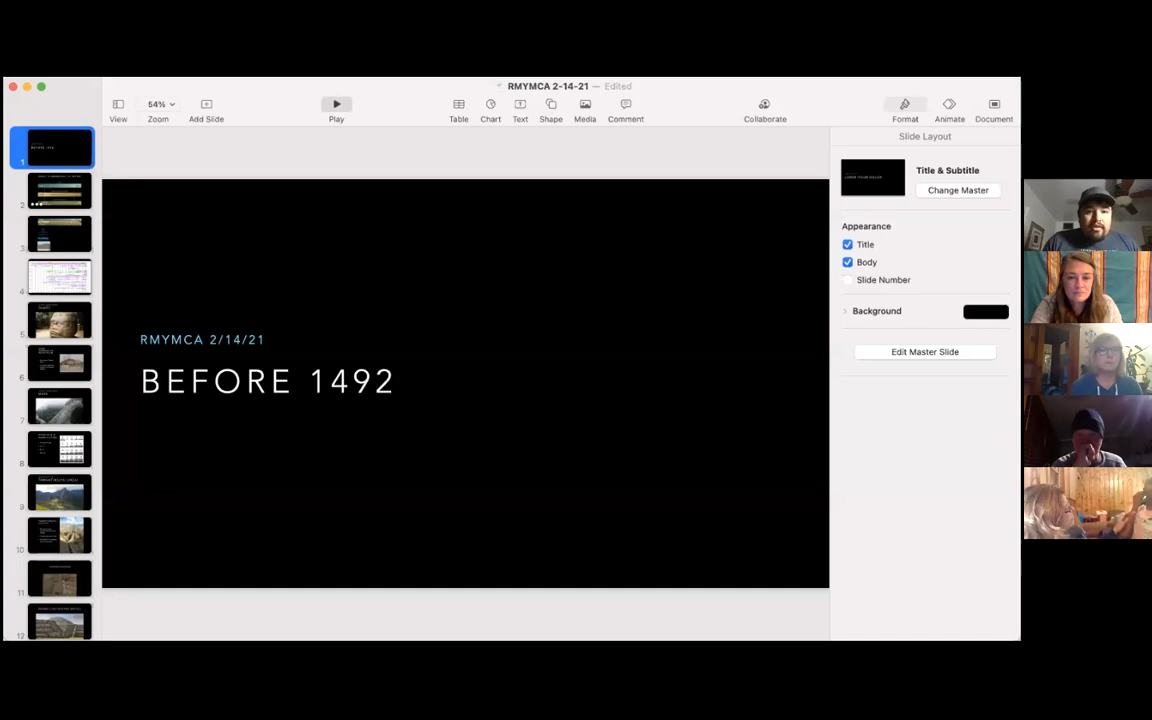 RMYMCA 2-14-21 — Edited
View
54%
Zoom
Add Slide
Play
Table
Chart
Text
Shape
Media
Comment
Collaborate
Format
Animate
Document
1
2
3
4
5
6
7
8
9
10
11
12
RMYMCA 2/14/21
BEFORE 1492
Slide Layout
Title & Subtitle
Change Master
Appearance
Title
Body
Slide Number
Background
Edit Master Slide